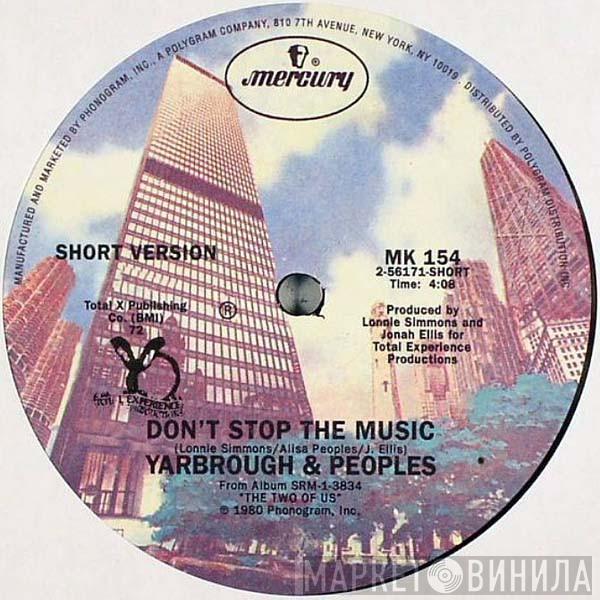 MANUFACTURED AND MARKETED BY PHONOGRAM, INC., A POLYGRAM COMPANY, 810 7TH AVENUE, NEW YORK, NY 10019 . DISTRIBUTED BY POLYGRAM DISTRIBUTION INC
mercury ®
SHORT VERSION
MK 154
2-56171-SHORT
Time: 4:08
Total X Publishing
Co. (BMI)
72
®
Produced by
Lonnie Simmons and
Jonah Ellis for
Total Experience
Productions
DON'T STOP THE MUSIC
(Lonnie Simmons/Alisa Peoples/J. Ellis)
YARBROUGH & PEOPLES
From Album SRM-1-3834
"THE TWO OF US"
℗ 1980 Phonogram, Inc.
МАРКЕТ ВИНИЛА